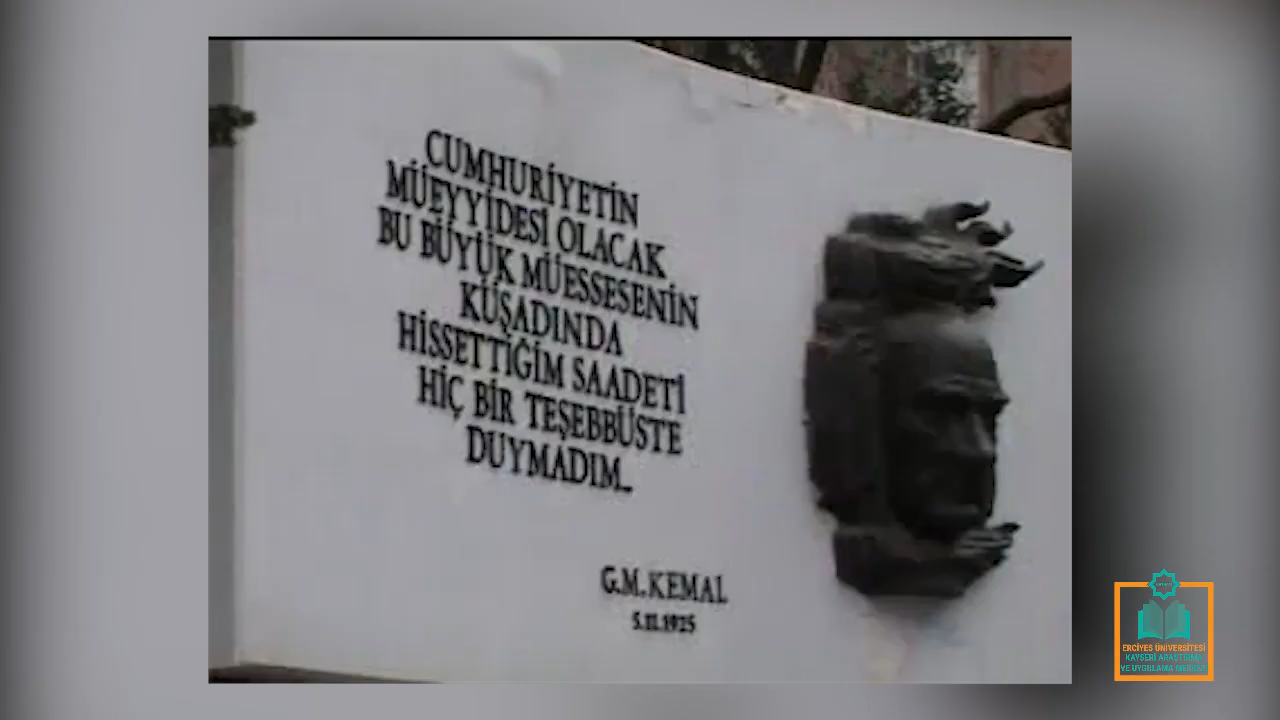 CUMHURİYETİN
MÜEYYİDESİ OLACAK
BU BÜYÜK MÜESSESENİN
KÜŞADINDA
HİSSETTİĞİM SAADETİ
HİÇ BİR TEŞEBBÜSTE
DUYMADIM..
G.M.KEMAL
5.11.1925
ERCİYES ÜNİVERSİTESİ
KAYSERİ ARAŞTIRMA
VE UYGULAMA MERKEZİ